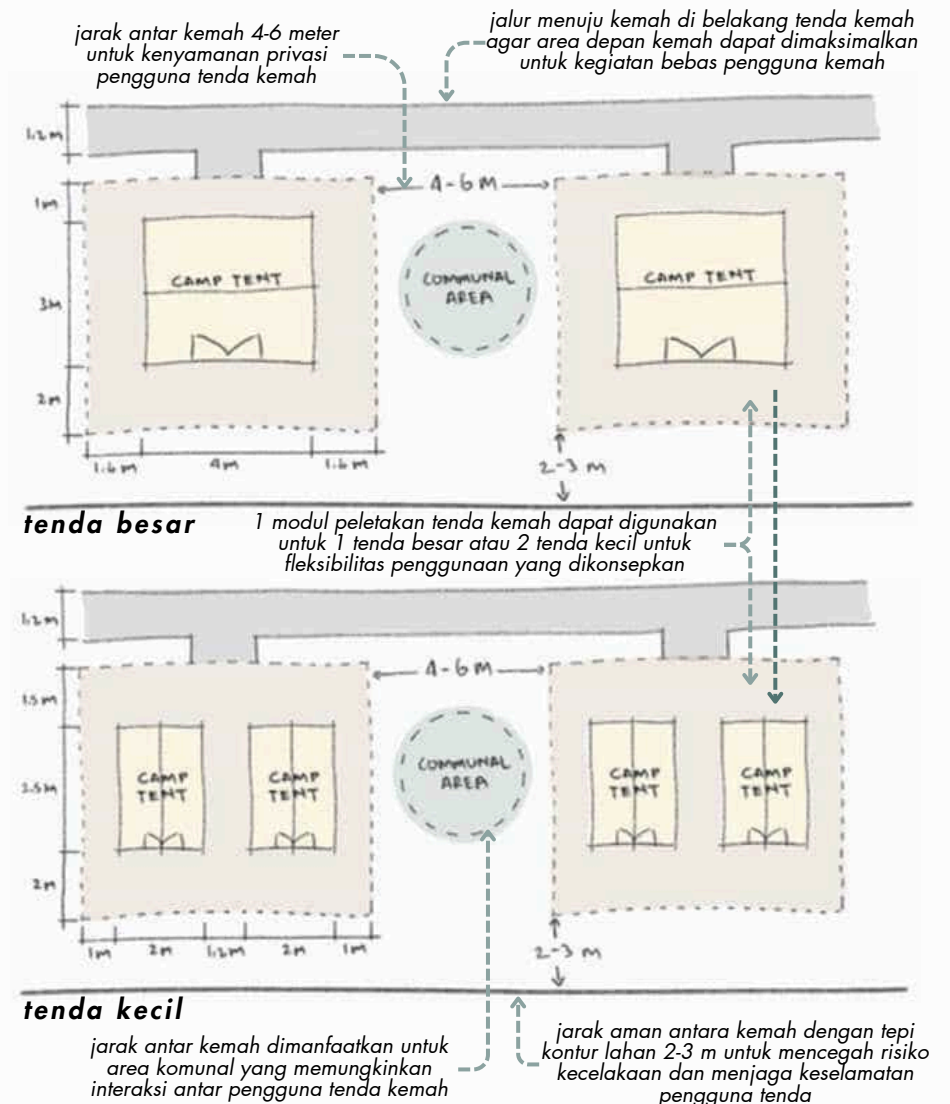 jarak antar kemah 4-6 meter
untuk kenyamanan privasi
pengguna tenda kemah
jalur menuju kemah di belakang tenda kemah
agar area depan kemah dapat dimaksimalkan
untuk kegiatan bebas pengguna kemah
1.2 M
1M
3M
2M
4-6 M
CAMP TENT
COMMUNAL
AREA
CAMP TENT
1.6 M
4M
1.6 M
2-3 M
tenda besar
1 modul peletakan tenda kemah dapat digunakan
untuk 1 tenda besar atau 2 tenda kecil untuk
fleksibilitas penggunaan yang dikonsepkan
1.2 M
1.5 M
2M
4-6 M
CAMP
TENT
CAMP
TENT
COMMUNAL
AREA
CAMP
TENT
CAMP
TENT
1M
2M
1.2M
2M
1M
2-3 M
tenda kecil
jarak antar kemah dimanfaatkan untuk
area komunal yang memungkinkan
interaksi antar pengguna tenda kemah
jarak aman antara kemah dengan tepi
kontur lahan 2-3 m untuk mencegah risiko
kecelakaan dan menjaga keselamatan
pengguna tenda